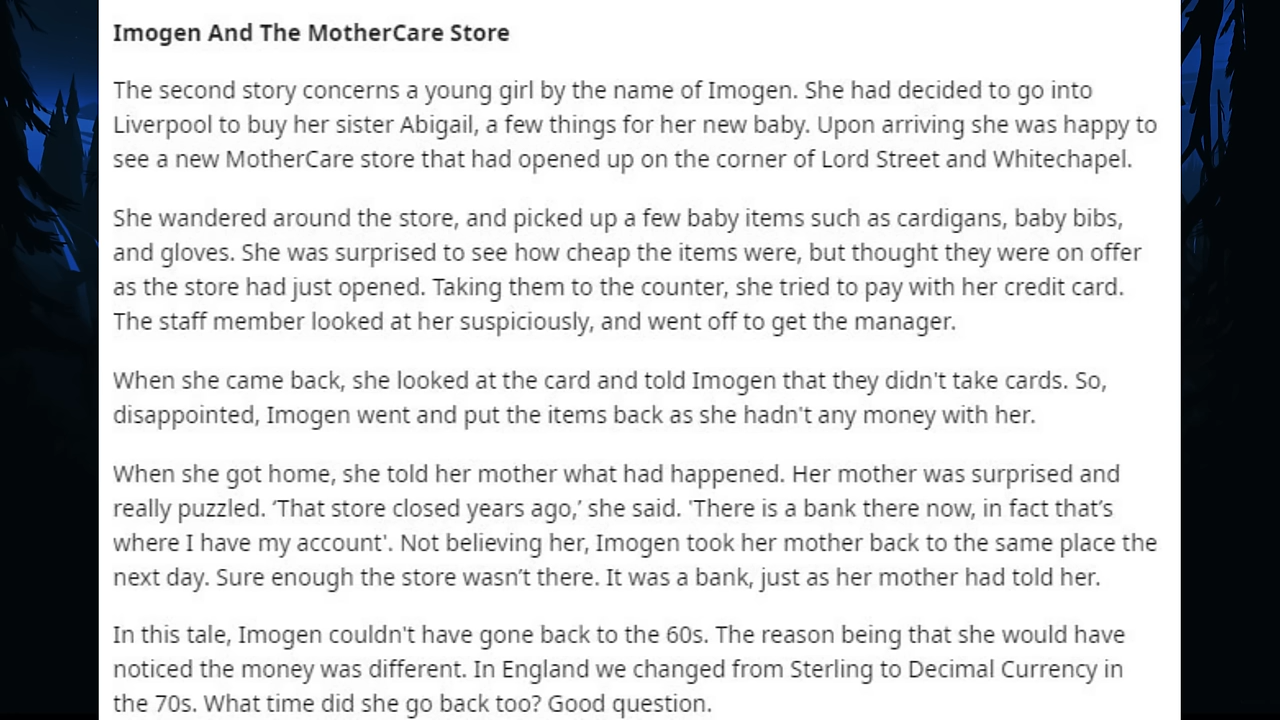 Imogen And The MotherCare Store
The second story concerns a young girl by the name of Imogen. She had decided to go into
Liverpool to buy her sister Abigail, a few things for her new baby. Upon arriving she was happy to
see a new MotherCare store that had opened up on the corner of Lord Street and Whitechapel.
She wandered around the store, and picked up a few baby items such as cardigans, baby bibs,
and gloves. She was surprised to see how cheap the items were, but thought they were on offer
as the store had just opened. Taking them to the counter, she tried to pay with her credit card.
The staff member looked at her suspiciously, and went off to get the manager.
When she came back, she looked at the card and told Imogen that they didn't take cards. So,
disappointed, Imogen went and put the items back as she hadn't any money with her.
When she got home, she told her mother what had happened. Her mother was surprised and
really puzzled. ‘That store closed years ago,’ she said. 'There is a bank there now, in fact that’s
where I have my account'. Not believing her, Imogen took her mother back to the same place the
next day. Sure enough the store wasn’t there. It was a bank, just as her mother had told her.
In this tale, Imogen couldn't have gone back to the 60s. The reason being that she would have
noticed the money was different. In England we changed from Sterling to Decimal Currency in
the 70s. What time did she go back too? Good question.